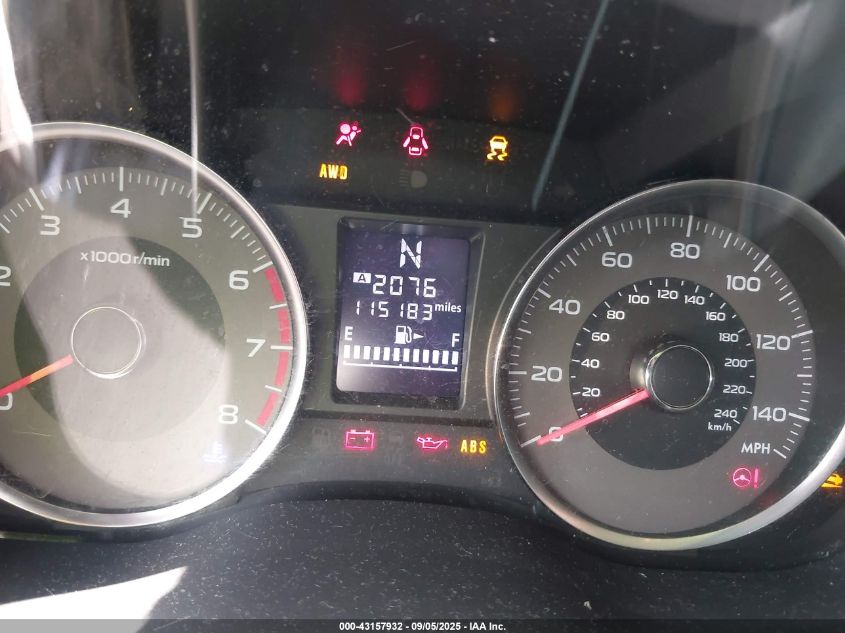 AWD
N
A 2076
115183 miles
E F
2 3 4 5 6 7 8
x1000 r/min
0
ABS
0 20 40 60 80 100 120 140
MPH
20 40 60 80 100 120 140 160 180 200 220 240
km/h
!
000-43157932 - 09/05/2025 - IAA Inc.